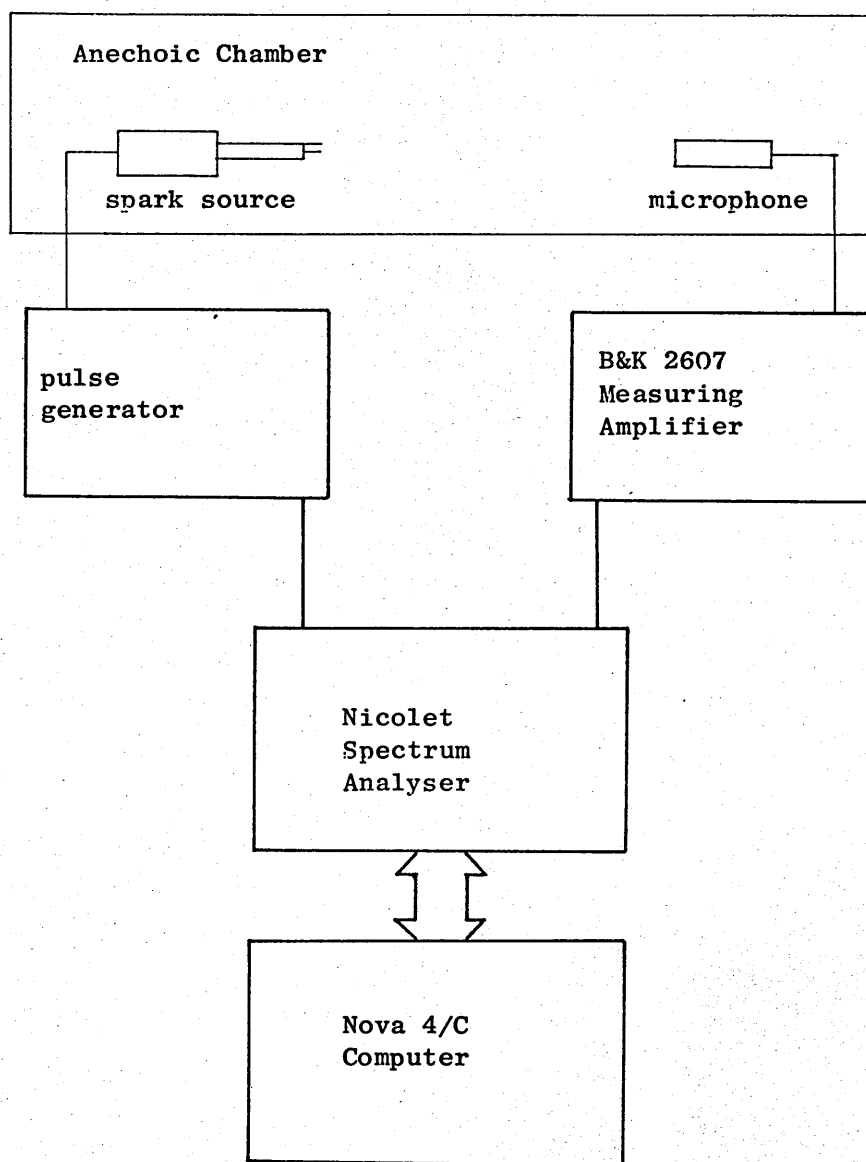 Anechoic Chamber
spark source
microphone
pulse
generator
B&K 2607
Measuring
Amplifier
Nicolet
Spectrum
Analyser
Nova 4/C
Computer